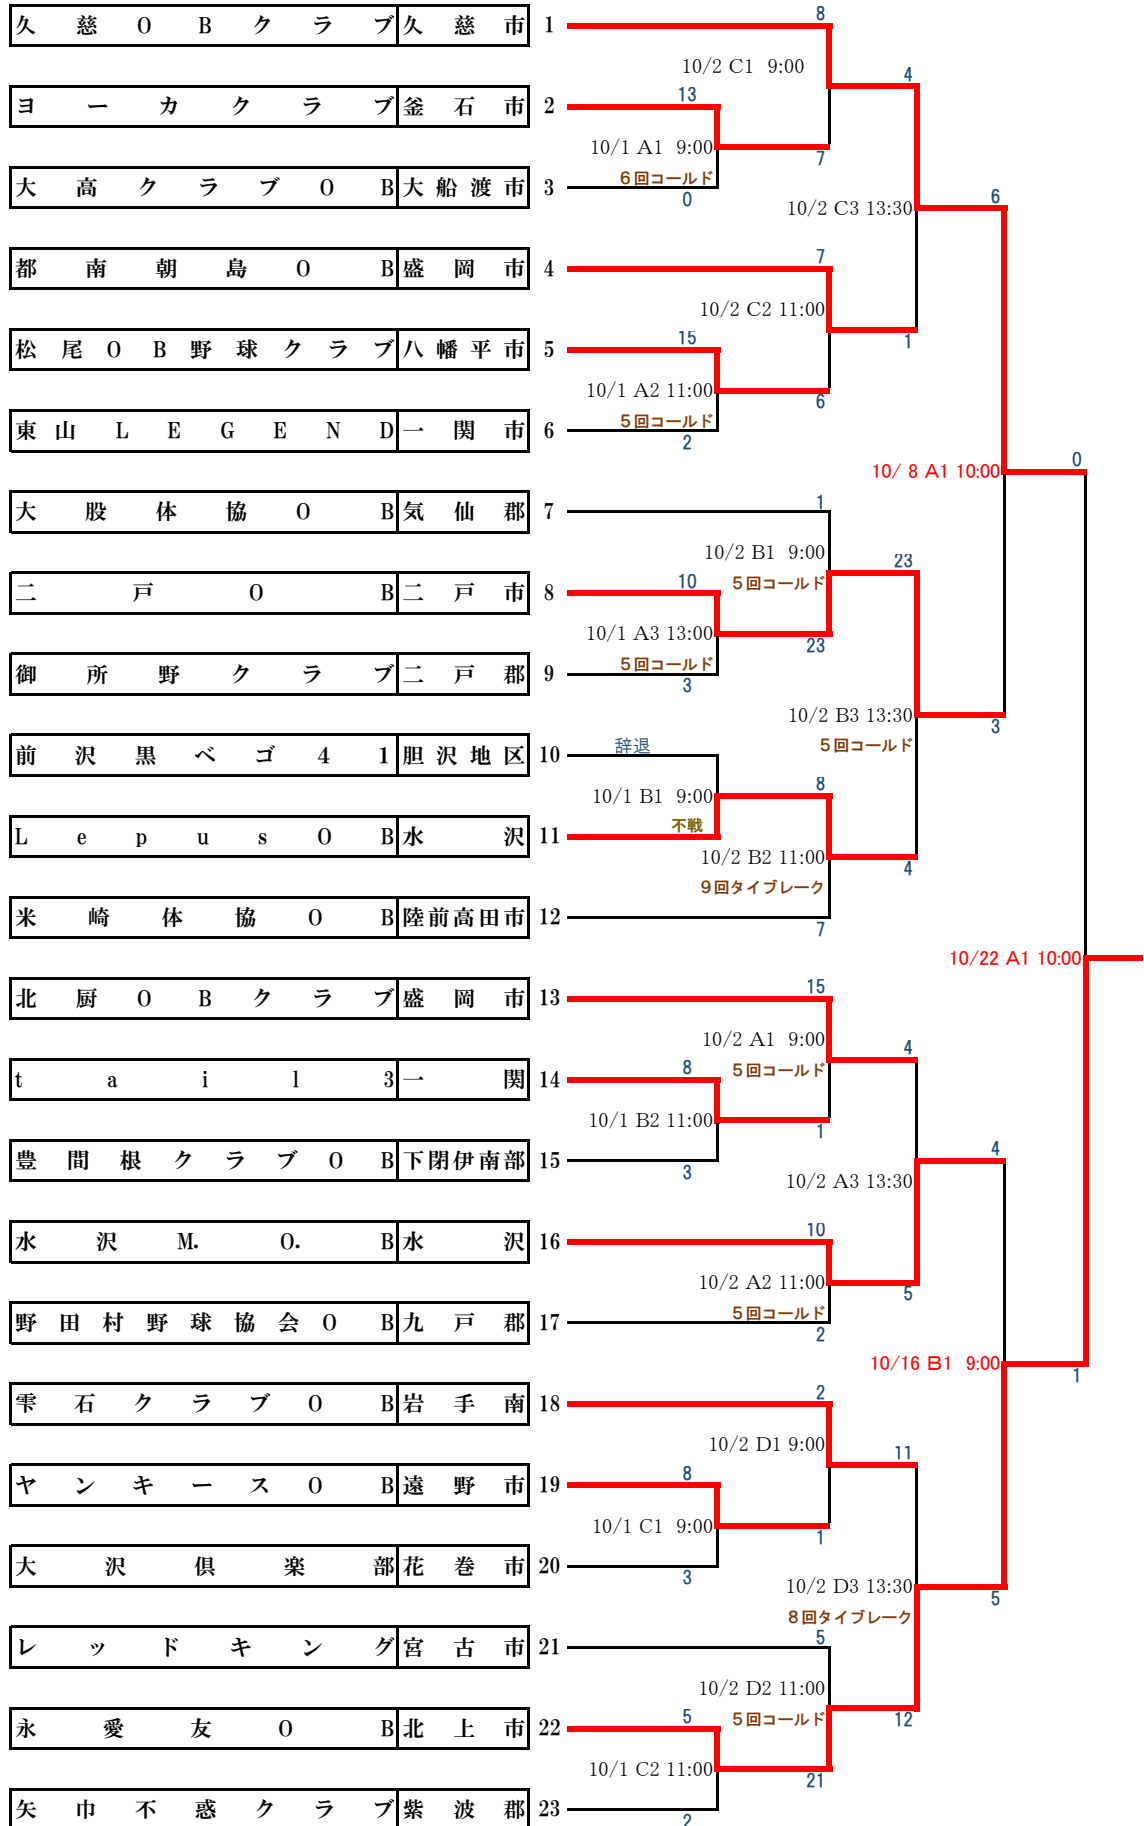 久慈OBクラブ 久慈市 1
8
10/2 C1 9:00
4
ヨーカクラブ 釜石市 2
13
10/1 A1 9:00
7
6回コールド
大高クラブOB 大船渡市 3
0
10/2 C3 13:30
6
都南朝島OB 盛岡市 4
7
10/2 C2 11:00
1
松尾OB野球クラブ 八幡平市 5
15
10/1 A2 11:00
6
5回コールド
東山LEGEND 一関市 6
2
10/ 8 A1 10:00
0
大股体協OB 気仙郡 7
1
10/2 B1 9:00
23
5回コールド
二戸OB 二戸市 8
10
10/1 A3 13:00
23
5回コールド
御所野クラブ 二戸郡 9
3
10/2 B3 13:30
3
5回コールド
前沢黒ベゴ41 胆沢地区 10
辞退
10/1 B1 9:00
8
不戦
LepusOB 水沢 11
10/2 B2 11:00
4
9回タイブレーク
米崎体協OB 陸前高田市 12
7
10/22 A1 10:00
北厨OBクラブ 盛岡市 13
15
10/2 A1 9:00
4
5回コールド
tail3 一関 14
8
10/1 B2 11:00
1
豊間根クラブOB 下閉伊南部 15
3
10/2 A3 13:30
4
水沢M.O.B 水沢 16
10
10/2 A2 11:00
5
5回コールド
野田村野球協会OB 九戸郡 17
2
10/16 B1 9:00
1
雫石クラブOB 岩手南 18
2
10/2 D1 9:00
11
ヤンキースOB 遠野市 19
8
10/1 C1 9:00
1
大沢倶楽部 花巻市 20
3
10/2 D3 13:30
5
8回タイブレーク
レッドキング 宮古市 21
5
10/2 D2 11:00
12
5回コールド
永愛友OB 北上市 22
5
10/1 C2 11:00
21
矢巾不惑クラブ 紫波郡 23
2